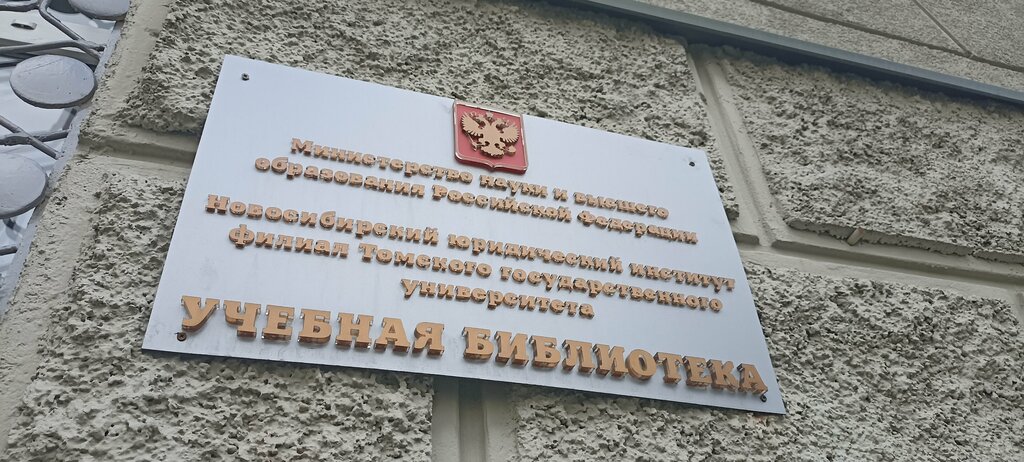 Министерство науки и высшего
образования Российской Федерации
Новосибирский юридический институт
филиал Томского государственного
университета
УЧЕБНАЯ БИБЛИОТЕКА